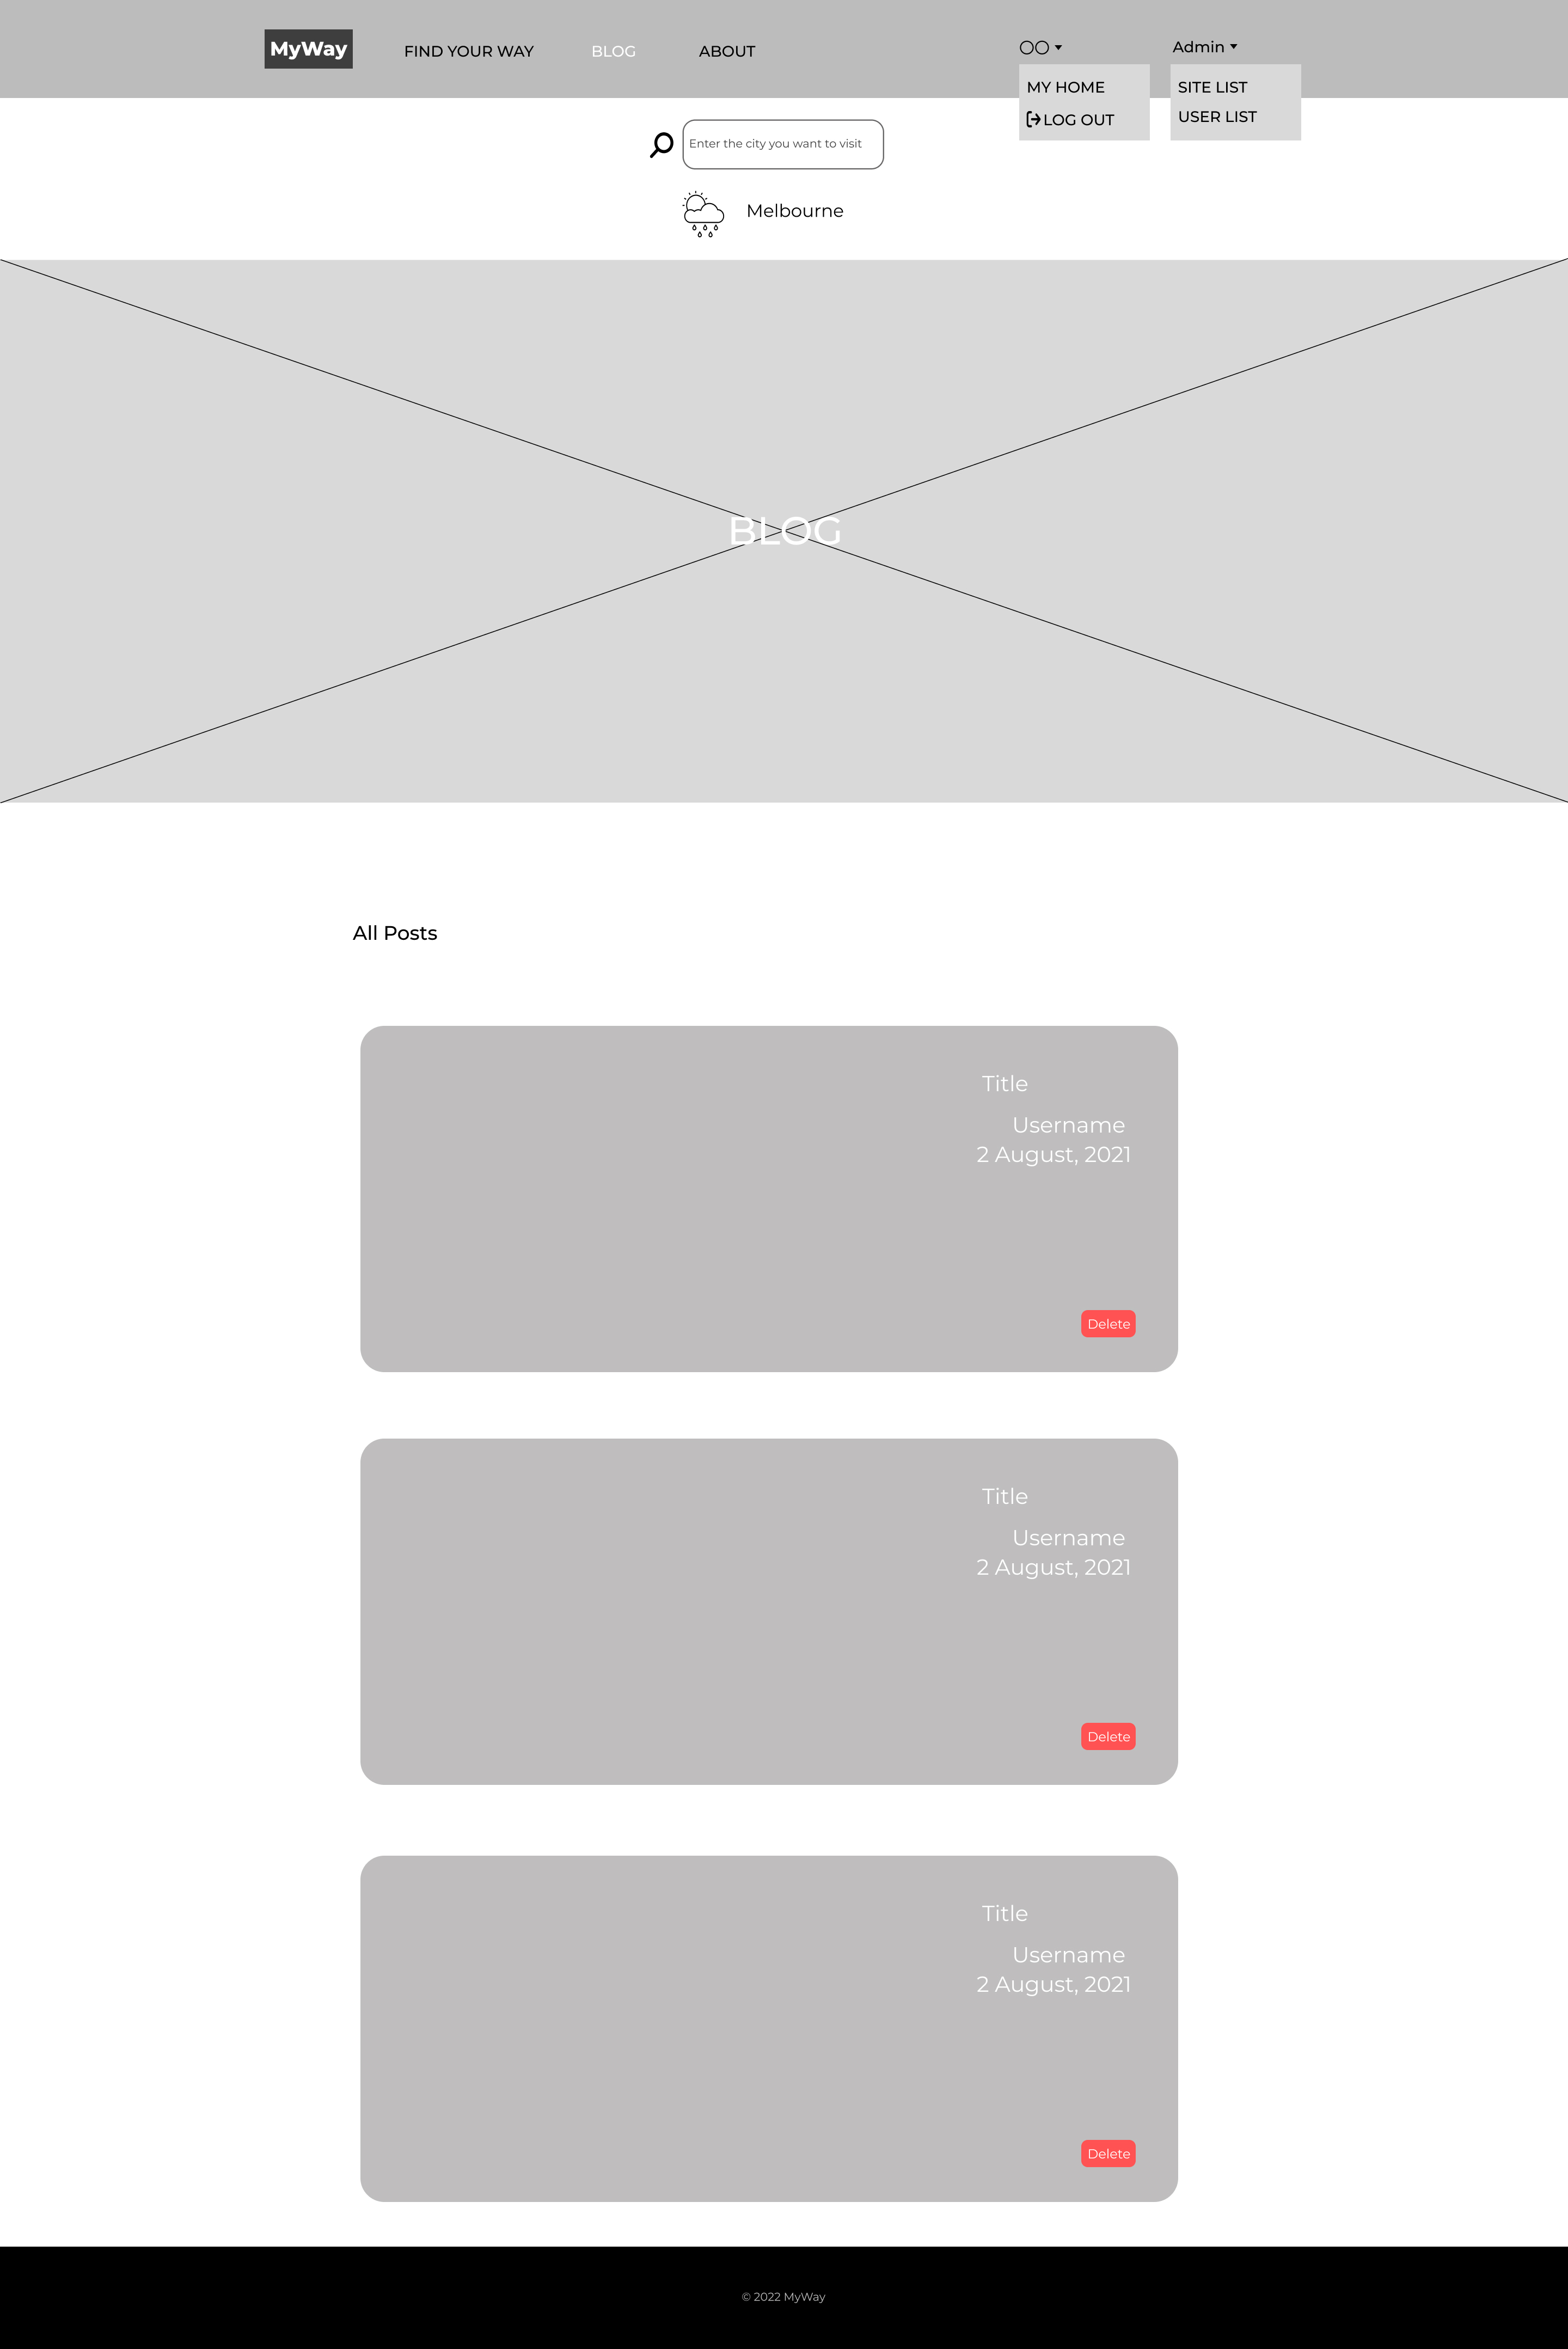 MyWay
FIND YOUR WAY
BLOG
ABOUT
○○
Admin
MY HOME
LOG OUT
SITE LIST
USER LIST
Enter the city you want to visit
Melbourne
BLOG
All Posts
Title
Username
2 August, 2021
Delete
Title
Username
2 August, 2021
Delete
Title
Username
2 August, 2021
Delete
© 2022 MyWay